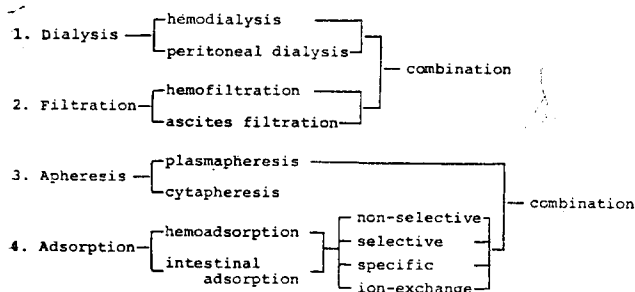 hemodialysis
1. Dialysis
peritoneal dialysis
combination
hemofiltration
2. Filtration
ascites filtration
plasmapheresis
3. Apheresis
cytapheresis
combination
non-selective
hemoadsorption
selective
4. Adsorption
intestinal
adsorption
specific
ion-exchange